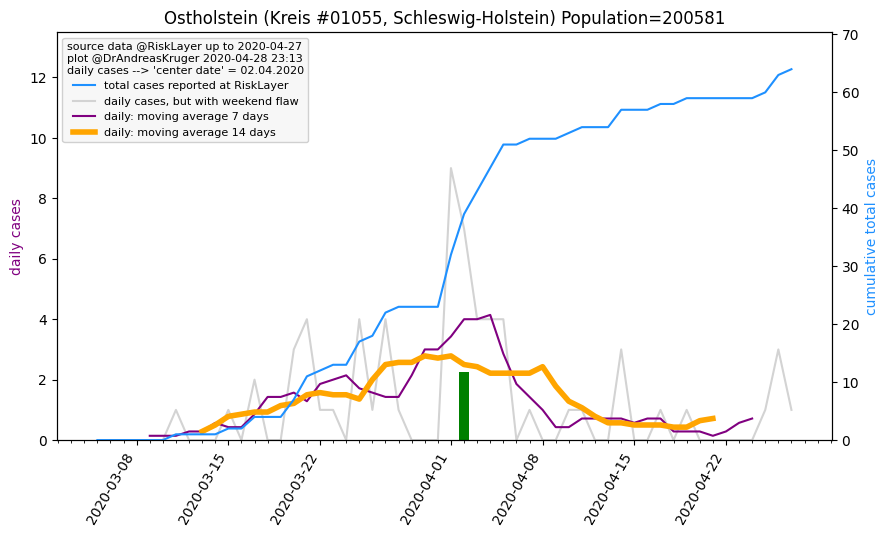 Ostholstein (Kreis #01055, Schleswig-Holstein) Population=200581
source data @RiskLayer up to 2020-04-27
plot @DrAndreasKruger 2020-04-28 23:13
daily cases --> 'center date' = 02.04.2020
total cases reported at RiskLayer
daily cases, but with weekend flaw
daily: moving average 7 days
daily: moving average 14 days
daily cases
0
2
4
6
8
10
12
cumulative total cases
0
10
20
30
40
50
60
70
2020-03-08
2020-03-15
2020-03-22
2020-04-01
2020-04-08
2020-04-15
2020-04-22